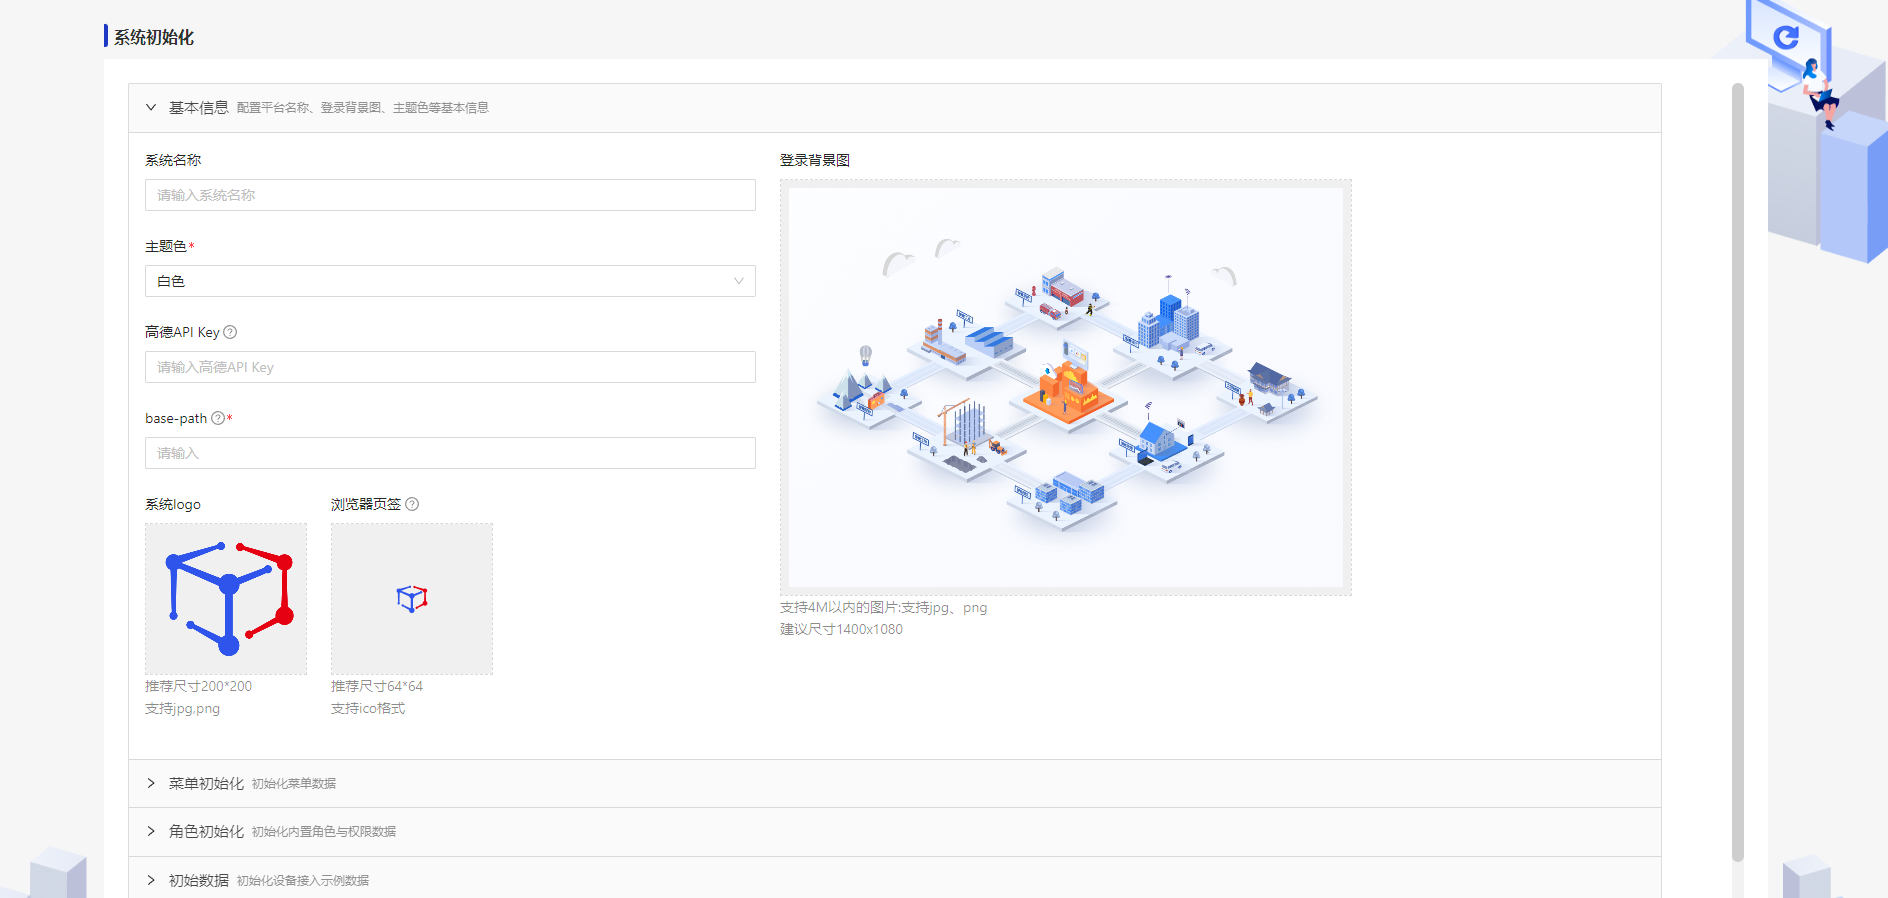 系统初始化
基本信息 配置平台名称、登录背景图、主题色等基本信息
系统名称
请输入系统名称
主题色*
白色
高德API Key
请输入高德API Key
base-path *
请输入
系统logo
浏览器页签
推荐尺寸200*200
支持jpg,png
推荐尺寸64*64
支持ico格式
登录背景图
支持4M以内的图片:支持jpg、png
建议尺寸1400x1080
菜单初始化 初始化菜单数据
角色初始化 初始化内置角色与权限数据
初始数据 初始化设备接入示例数据